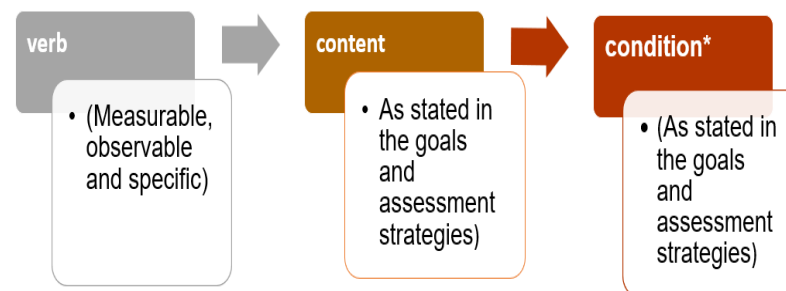 verb
• (Measurable,
observable
and specific)
content
• As stated in
the goals
and
assessment
strategies)
condition*
• (As stated in
the goals
and
assessment
strategies)